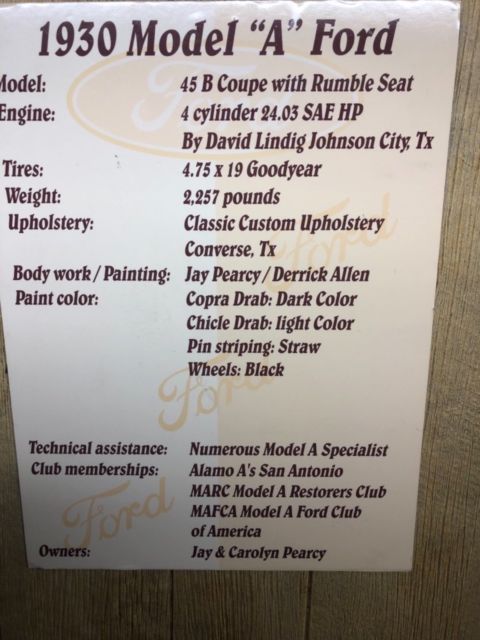 1930 Model “A” Ford
Model: 45 B Coupe with Rumble Seat
Engine: 4 cylinder 24.03 SAE HP
By David Lindig Johnson City, Tx
Tires: 4.75 x 19 Goodyear
Weight: 2,257 pounds
Upholstery: Classic Custom Upholstery
Converse, Tx
Body work / Painting: Jay Pearcy / Derrick Allen
Paint color: Copra Drab: Dark Color
Chicle Drab: light Color
Pin striping: Straw
Wheels: Black
Technical assistance: Numerous Model A Specialist
Club memberships: Alamo A's San Antonio
MARC Model A Restorers Club
MAFCA Model A Ford Club
of America
Owners: Jay & Carolyn Pearcy
Ford
Ford
Ford
Ford